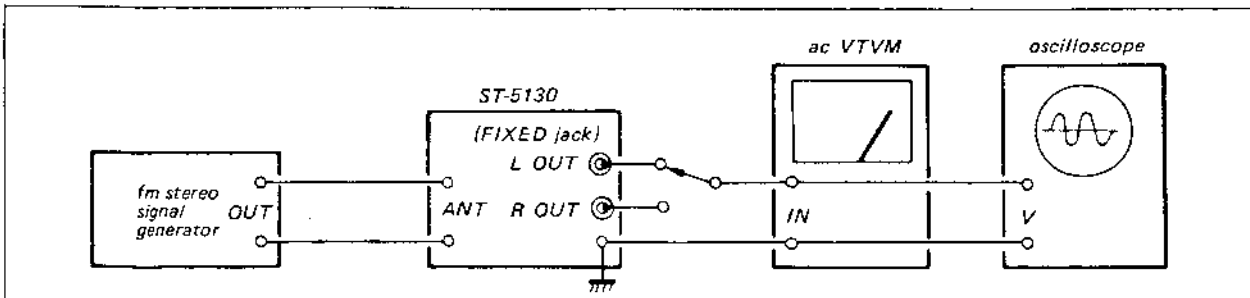 ac VTVM
oscilloscope
ST-5130
(FIXED jack)
L OUT
fm stereo
signal
generator
OUT
ANT
R OUT
IN
V